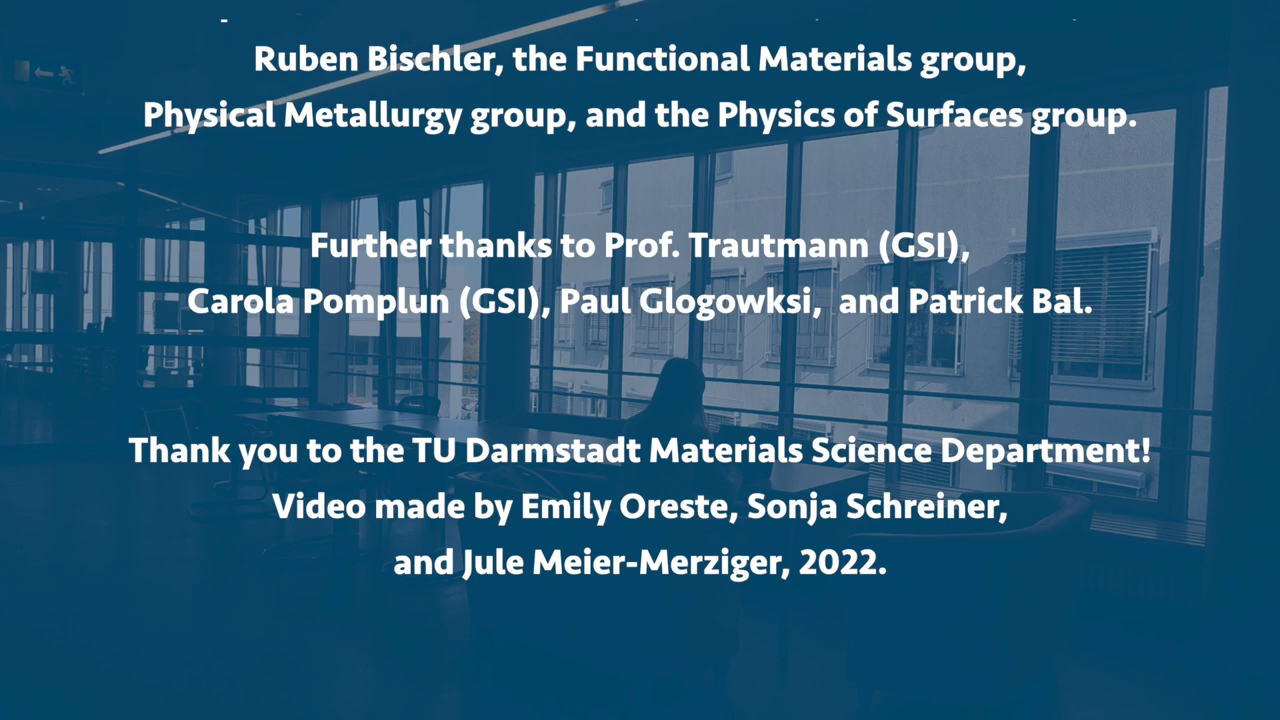 Ruben Bischler, the Functional Materials group,
Physical Metallurgy group, and the Physics of Surfaces group.
Further thanks to Prof. Trautmann (GSI),
Carola Pomplun (GSI), Paul Glogowksi, and Patrick Bal.
Thank you to the TU Darmstadt Materials Science Department!
Video made by Emily Oreste, Sonja Schreiner,
and Jule Meier-Merziger, 2022.